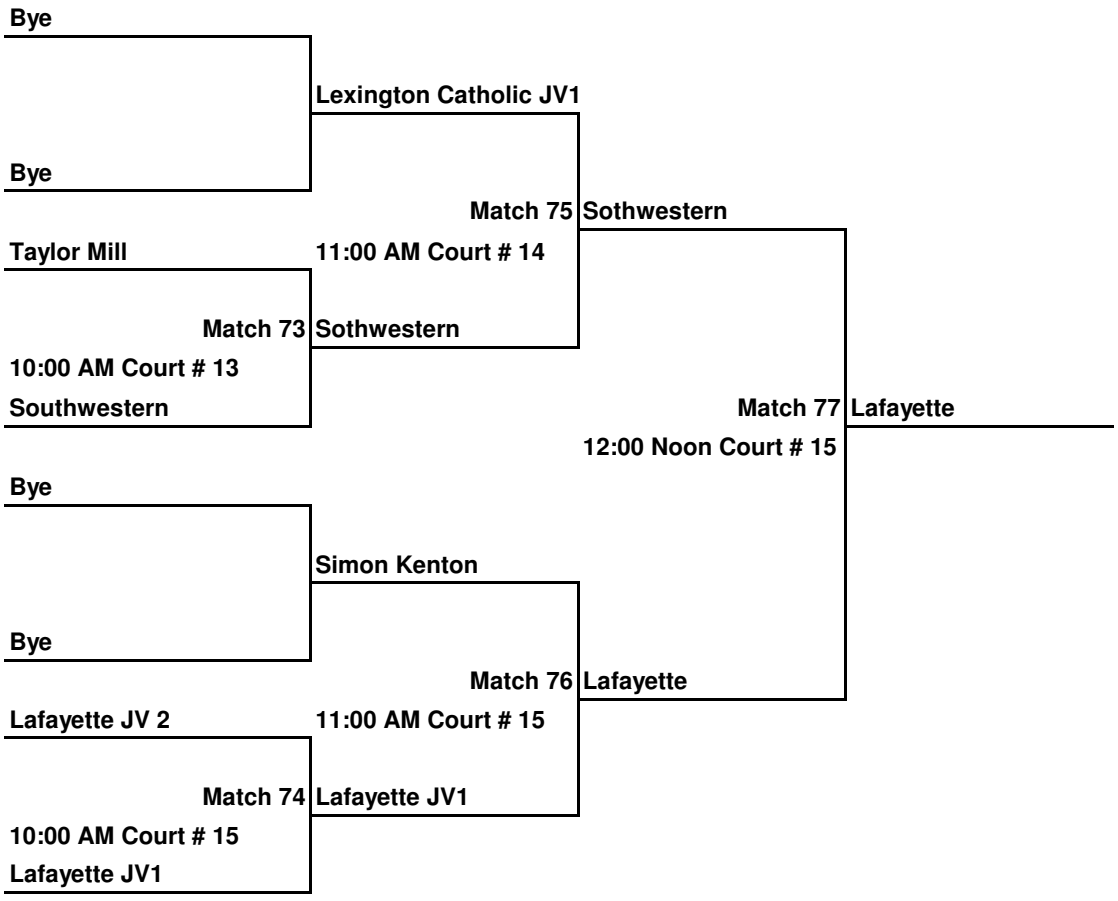 Bye
Lexington Catholic JV1
Bye
Match 75 Sothwestern
Taylor Mill 11:00 AM Court # 14
Match 73 Sothwestern
10:00 AM Court # 13
Southwestern Match 77 Lafayette
12:00 Noon Court # 15
Bye
Simon Kenton
Bye
Match 76 Lafayette
Lafayette JV 2 11:00 AM Court # 15
Match 74 Lafayette JV1
10:00 AM Court # 15
Lafayette JV1